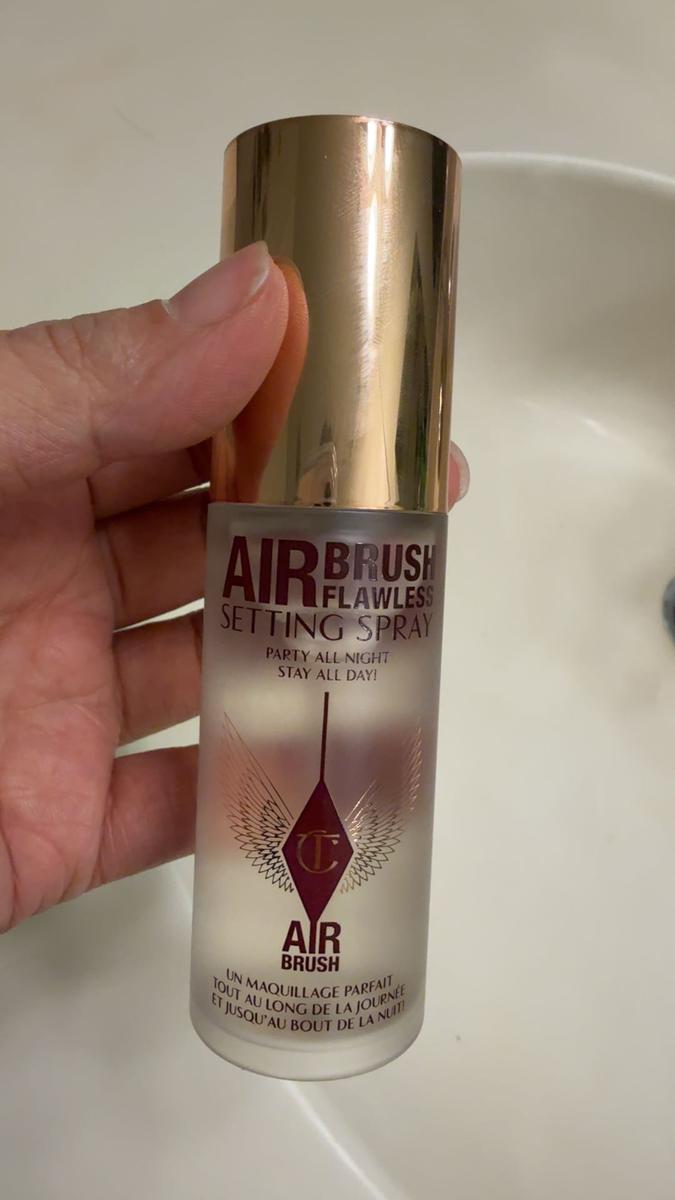 AIRBRUSH
FLAWLESS
SETTING SPRAY
PARTY ALL NIGHT
STAY ALL DAY!
CT
AIR
BRUSH
UN MAQUILLAGE PARFAIT
TOUT AU LONG DE LA JOURNÉE
ET JUSQU'AU BOUT DE LA NUIT!